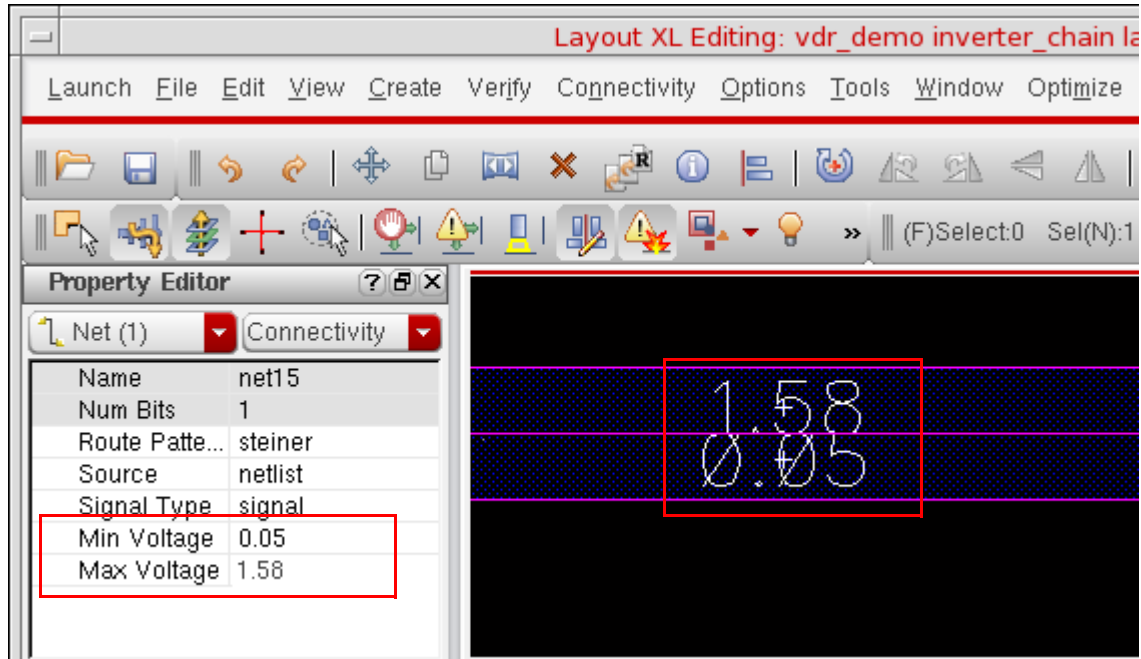 Layout XL Editing: vdr_demo inverter_chain la
Launch File Edit View Create Verify Connectivity Options Tools Window Optimize
R
» (F)Select:0 Sel(N):1
Property Editor ? X
Net (1) Connectivity
Name net15
Num Bits 1
Route Patte... steiner
Source netlist
Signal Type signal
Min Voltage 0.05
Max Voltage 1.58
1.58
0.05